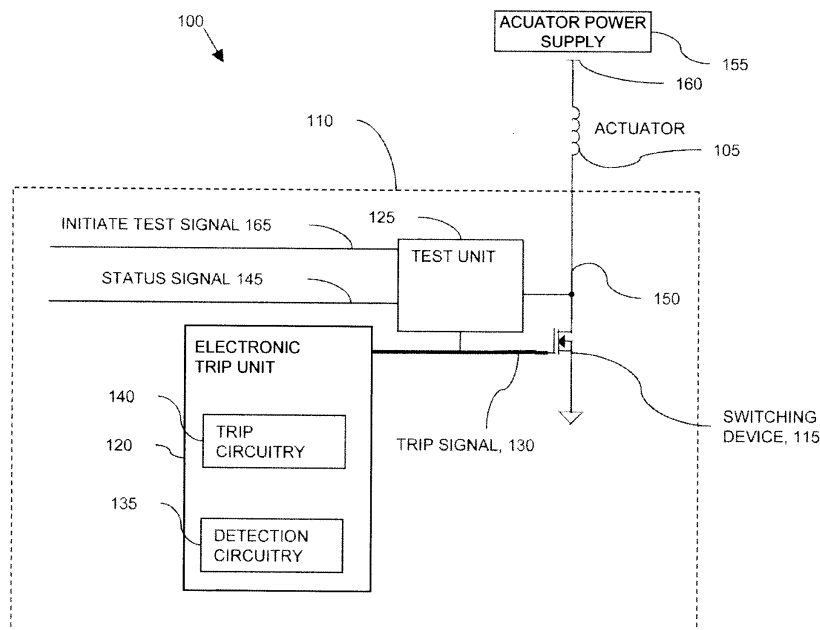 100
ACUATOR POWER
SUPPLY
155
160
ACTUATOR
105
110
INITIATE TEST SIGNAL 165
125
TEST UNIT
STATUS SIGNAL 145
150
ELECTRONIC
TRIP UNIT
140
TRIP
CIRCUITRY
120
TRIP SIGNAL, 130
SWITCHING
DEVICE, 115
135
DETECTION
CIRCUITRY